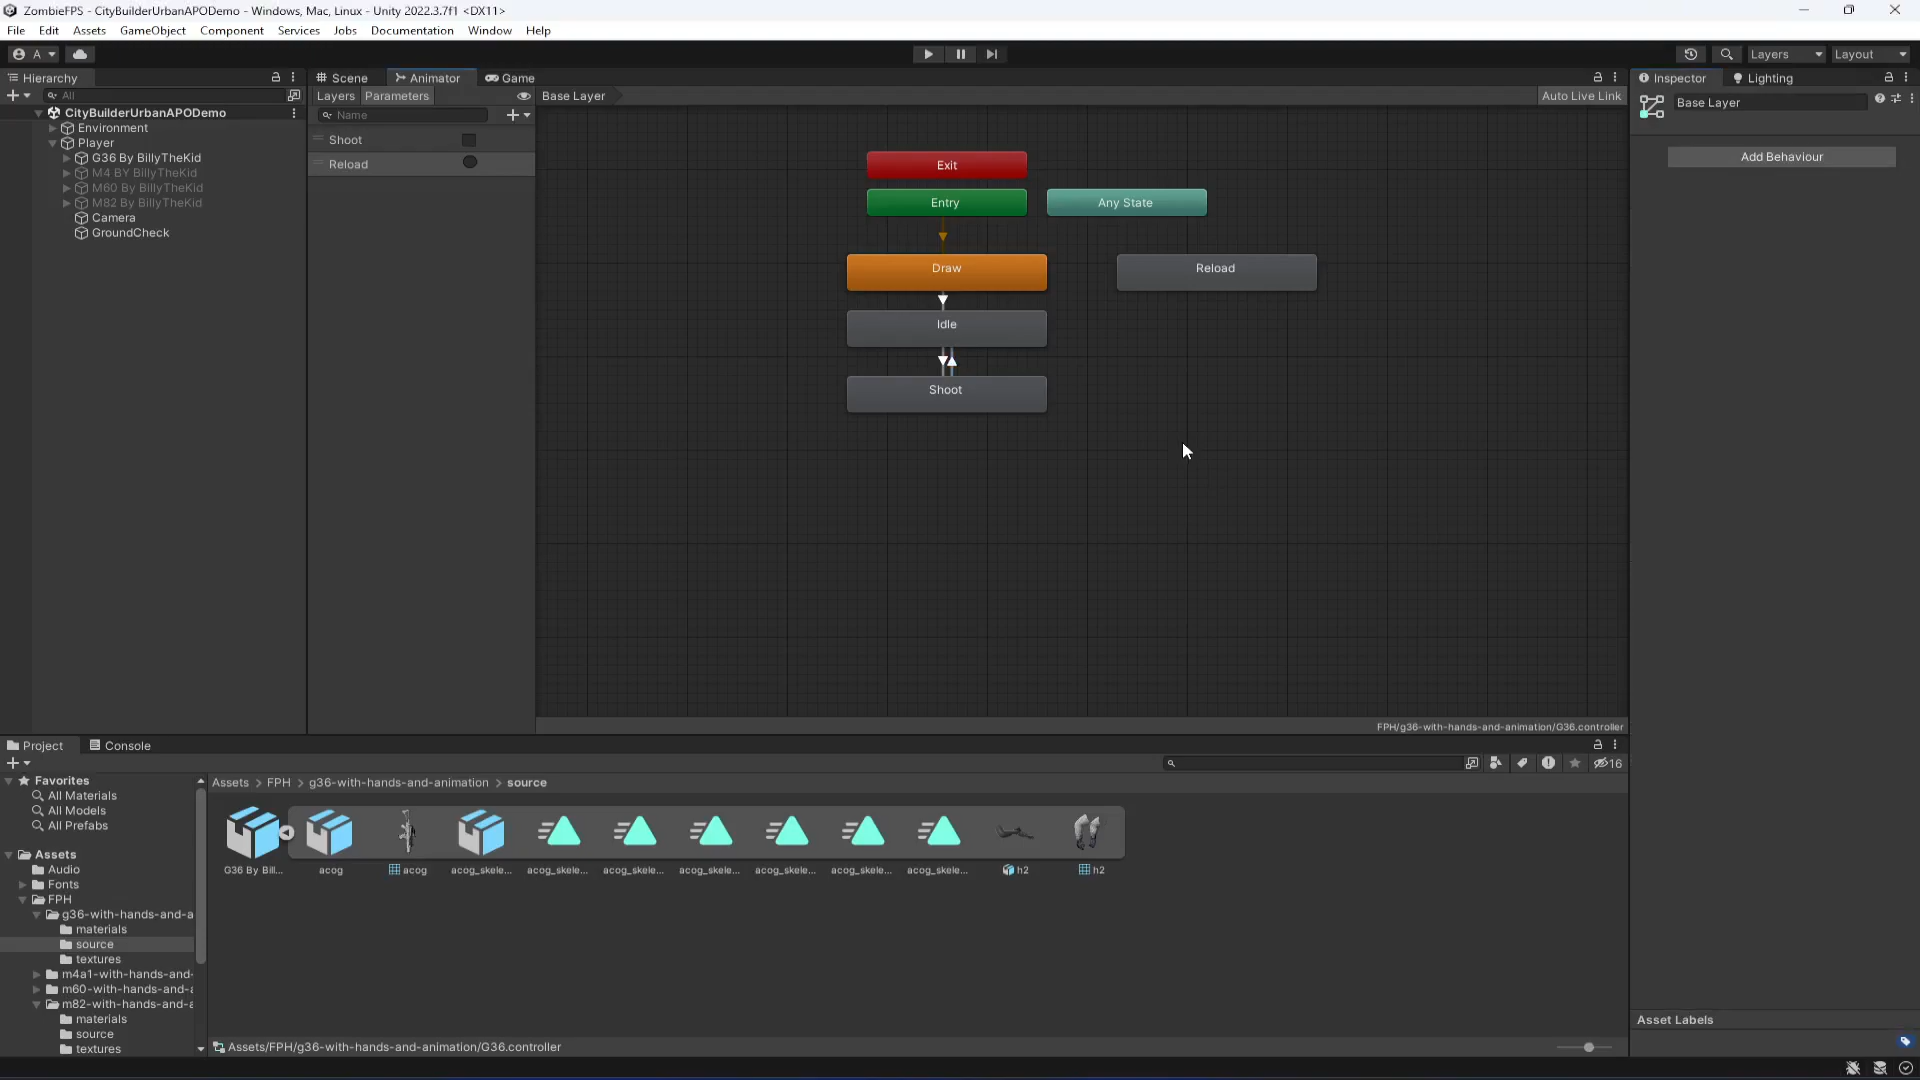 ZombieFPS - CityBuilderUrbanAPODemo - Windows, Mac, Linux - Unity 2022.3.7f1 <DX11>
File Edit Assets GameObject Component Services Jobs Documentation Window Help
A Layers Layout
Hierarchy
All
CityBuilderUrbanAPODemo
Environment
Player
G36 By BillyTheKid
M4 BY BillyTheKid
M60 By BillyTheKid
M82 By BillyTheKid
Camera
GroundCheck
Scene Animator Game
Layers Parameters Base Layer Auto Live Link
Name
Shoot
Reload
Exit
Entry Any State
Draw Reload
Idle
Shoot
FPH/g36-with-hands-and-animation/G36.controller
Inspector Lighting
Base Layer
Add Behaviour
Asset Labels
Project Console
16
Favorites
All Materials
All Models
All Prefabs
Assets
Audio
Fonts
FPH
g36-with-hands-and-a
materials
source
textures
m4a1-with-hands-and-
m60-with-hands-and-a
m82-with-hands-and-a
materials
source
textures
Assets > FPH > g36-with-hands-and-animation > source
G36 By Bill... acog acog acog_skele... acog_skele... acog_skele... acog_skele... acog_skele... acog_skele... acog_skele... h2 h2
Assets/FPH/g36-with-hands-and-animation/G36.controller